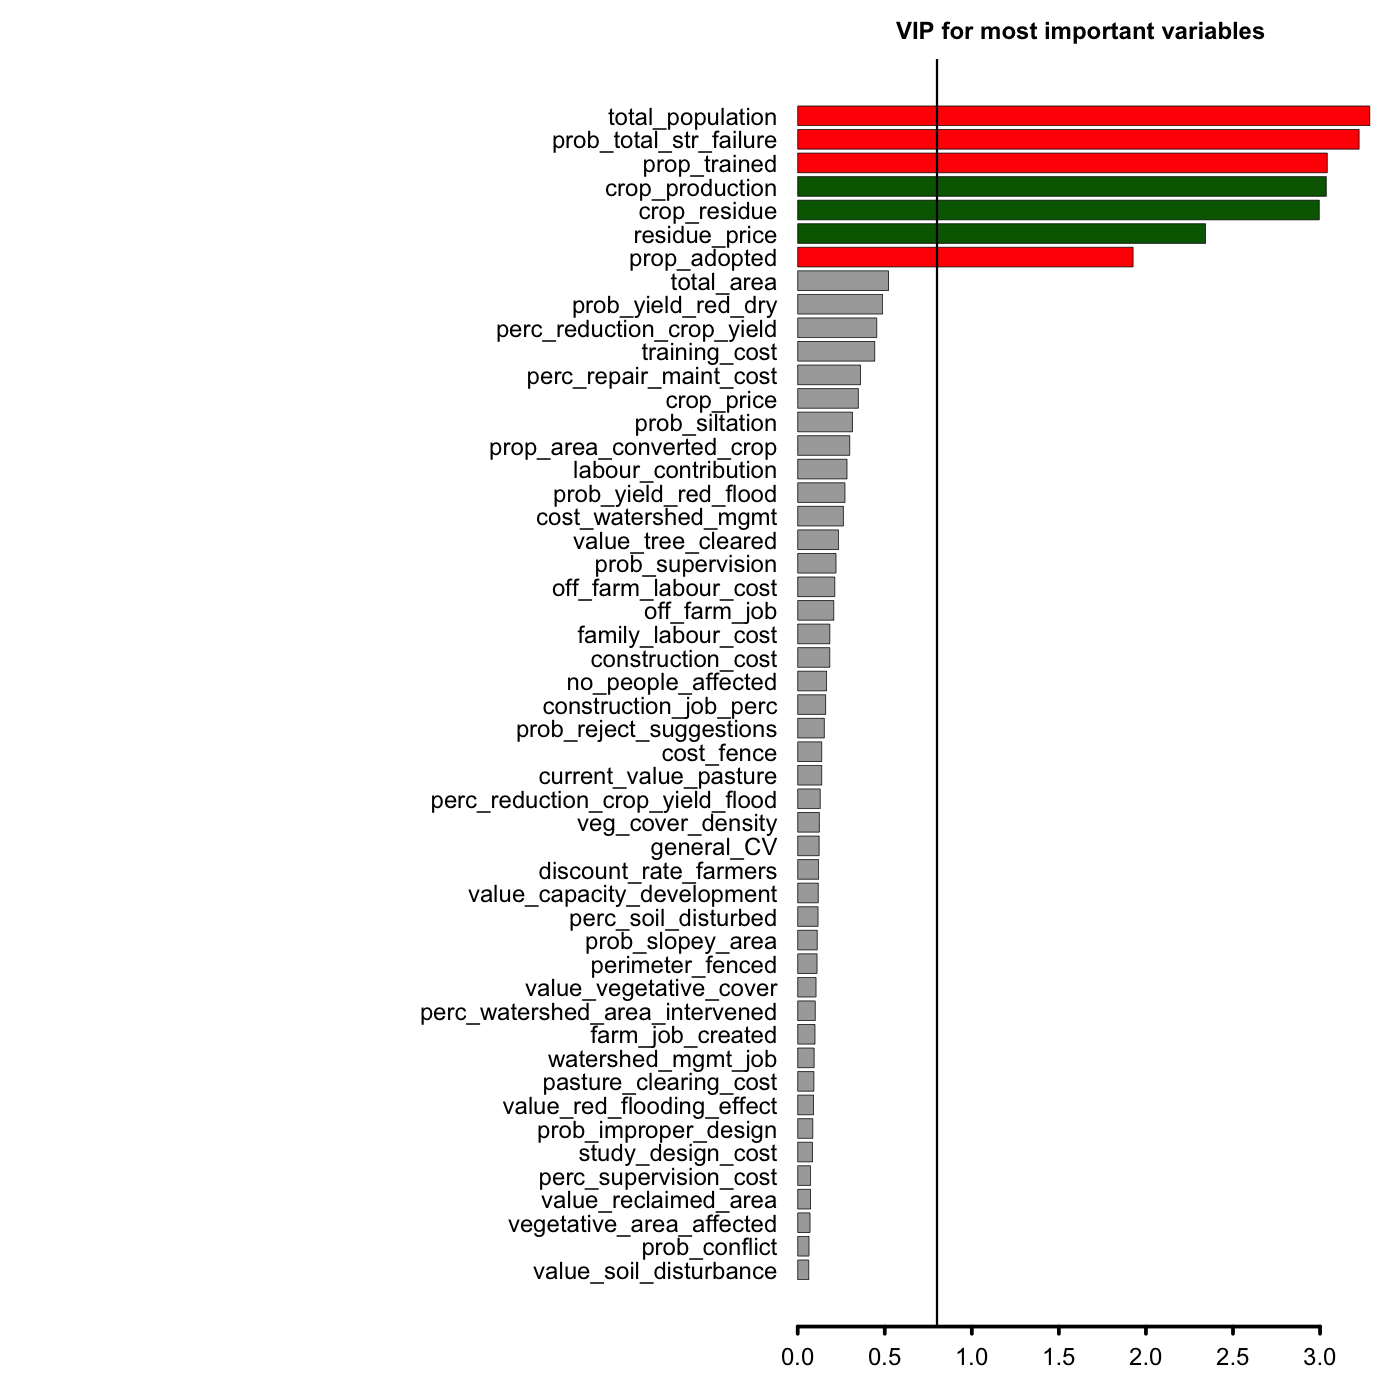 VIP for most important variables
total_population
prob_total_str_failure
prop_trained
crop_production
crop_residue
residue_price
prop_adopted
total_area
prob_yield_red_dry
perc_reduction_crop_yield
training_cost
perc_repair_maint_cost
crop_price
prob_siltation
prop_area_converted_crop
labour_contribution
prob_yield_red_flood
cost_watershed_mgmt
value_tree_cleared
prob_supervision
off_farm_labour_cost
off_farm_job
family_labour_cost
construction_cost
no_people_affected
construction_job_perc
prob_reject_suggestions
cost_fence
current_value_pasture
perc_reduction_crop_yield_flood
veg_cover_density
general_CV
discount_rate_farmers
value_capacity_development
perc_soil_disturbed
prob_slopey_area
perimeter_fenced
value_vegetative_cover
perc_watershed_area_intervened
farm_job_created
watershed_mgmt_job
pasture_clearing_cost
value_red_flooding_effect
prob_improper_design
study_design_cost
perc_supervision_cost
value_reclaimed_area
vegetative_area_affected
prob_conflict
value_soil_disturbance
0.0 0.5 1.0 1.5 2.0 2.5 3.0